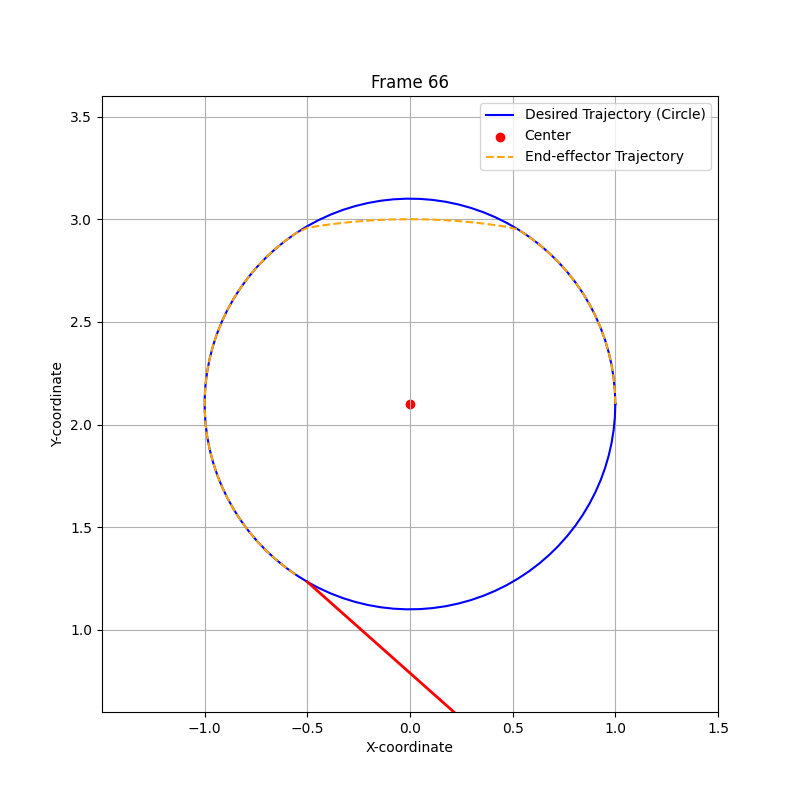 Frame 66
Desired Trajectory (Circle)
Center
End-effector Trajectory
3.5
3.0
2.5
2.0
1.5
1.0
Y-coordinate
−1.0
−0.5
0.0
0.5
1.0
1.5
X-coordinate